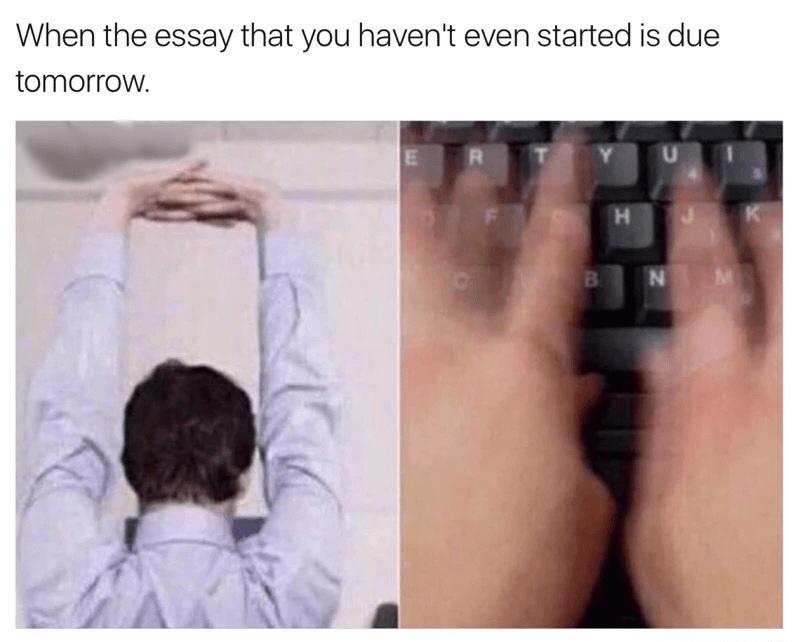 When the essay that you haven't even started is due
tomorrow.
E R T Y U I
F H J K
C B N M